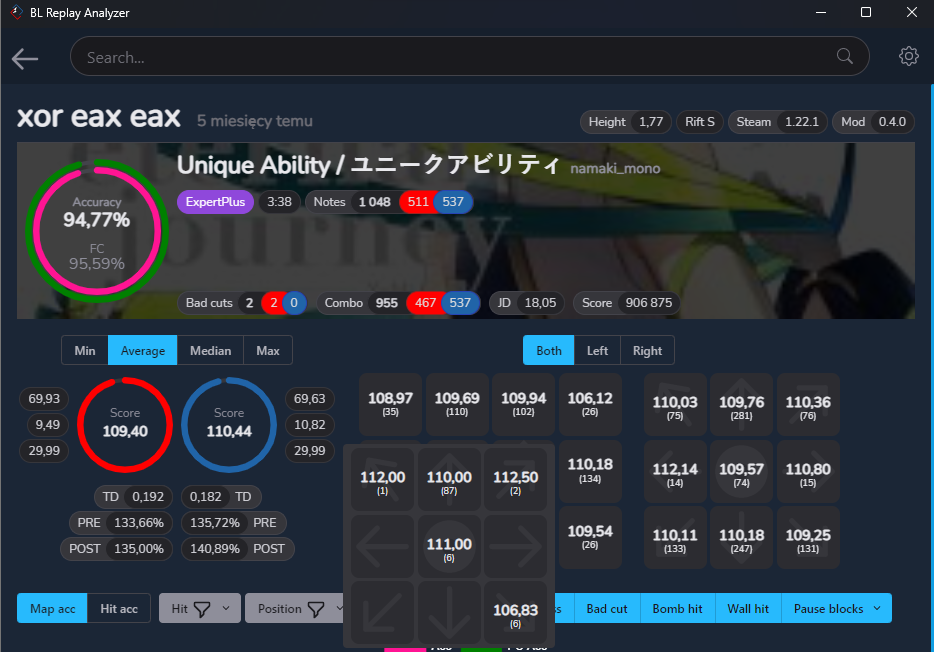 BL Replay Analyzer
Search...
xor eax eax 5 miesięcy temu
Height 1,77 Rift S Steam 1.22.1 Mod 0.4.0
Unique Ability / ユニークアビリティ namaki_mono
Accuracy
94,77%
FC
95,59%
ExpertPlus 3:38 Notes 1 048 511 537
journey
Bad cuts 2 2 0 Combo 955 467 537 JD 18,05 Score 906 875
Min Average Median Max
Both Left Right
69,93
9,49
29,99
Score
109,40
Score
110,44
69,63
10,82
29,99
TD 0,192 0,182 TD
PRE 133,66% 135,72% PRE
POST 135,00% 140,89% POST
108,97 109,69 109,94 106,12
(35) (110) (102) (26)
110,18
(134)
109,54
(26)
112,00 110,00 112,50
(1) (87) (2)
111,00
(6)
106,83
(6)
110,03 109,76 110,36
(75) (281) (76)
112,14 109,57 110,80
(14) (74) (15)
110,11 110,18 109,25
(133) (247) (131)
Map acc Hit acc Hit Position Bad cut Bomb hit Wall hit Pause blocks